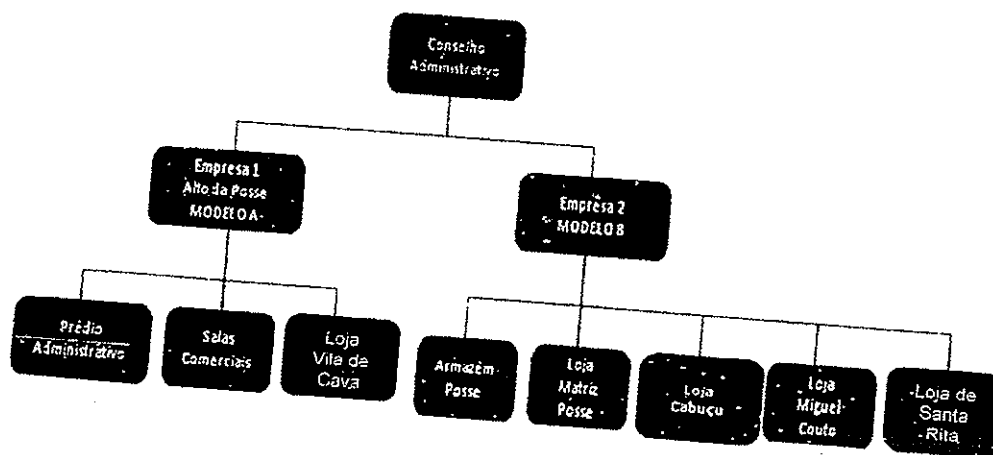 Conselho
Administrativo
Empresa 1
Alto da Posse
MODELO A
Empresa 2
MODELO B
Prédio
Administrativo
Salas
Comerciais
Loja
Vila de
Cava
Armazém
Posse
Loja
Matriz
Posse
Loja
Cabuçu
Loja
Miguel
Couto
Loja de
Santa
Rita